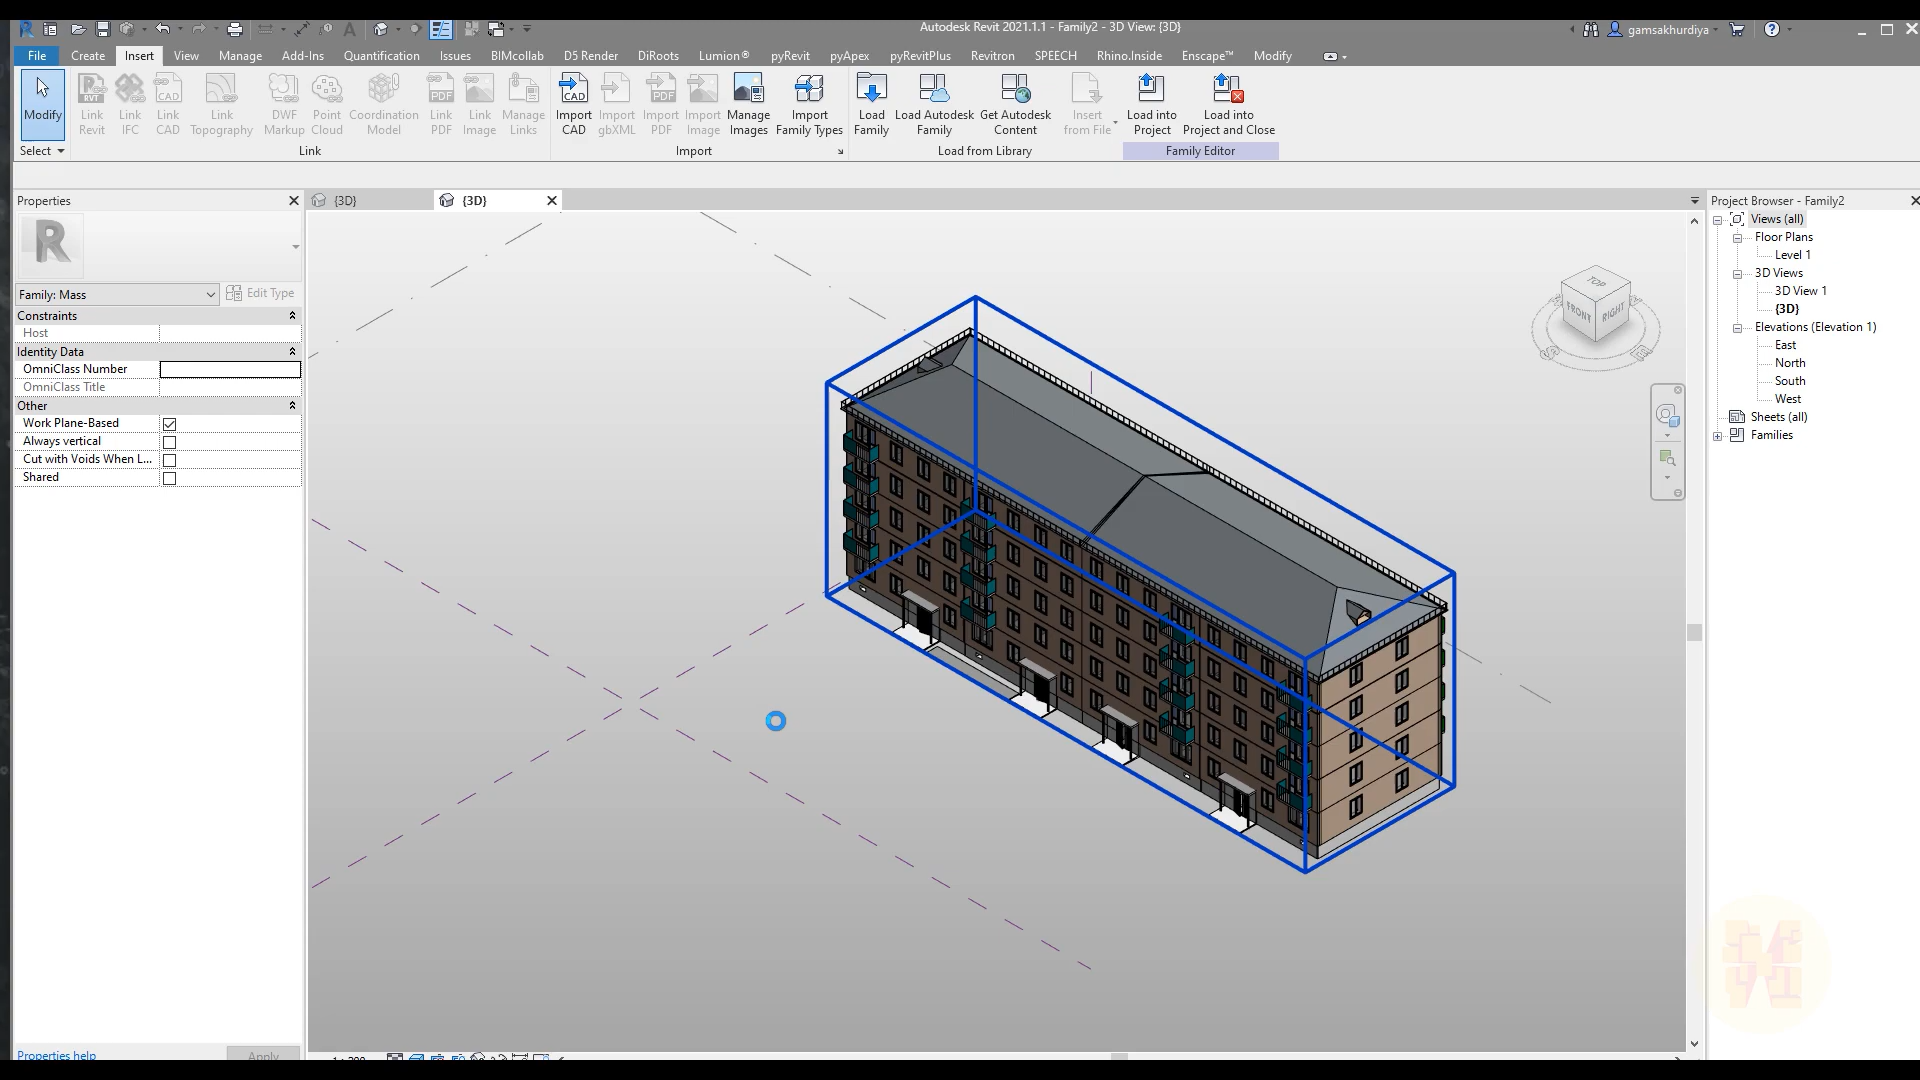 Autodesk Revit 2021.1.1 - Family2 - 3D View: {3D}
gamsakhurdiya
File Create Insert View Manage Add-Ins Quantification Issues BIMcollab D5 Render DiRoots Lumion® pyRevit pyApex pyRevitPlus Revitron SPEECH Rhino.Inside Enscape™ Modify
Modify
Link Revit
Link IFC
Link CAD
Link Topography
DWF Markup
Point Cloud
Coordination Model
Link PDF
Link Image
Manage Links
Import CAD
Import gbXML
Import PDF
Import Image
Manage Images
Import Family Types
Load Family
Load Autodesk Family
Get Autodesk Content
Insert from File
Load into Project
Load into Project and Close
Select
Link
Import
Load from Library
Family Editor
Properties
{3D}
{3D}
Project Browser - Family2
R
Family: Mass
Edit Type
Constraints
Host
Identity Data
OmniClass Number
OmniClass Title
Other
Work Plane-Based
Always vertical
Cut with Voids When L...
Shared
TOP
FRONT
RIGHT
Views (all)
Floor Plans
Level 1
3D Views
3D View 1
{3D}
Elevations (Elevation 1)
East
North
South
West
Sheets (all)
Families
Properties help
Apply